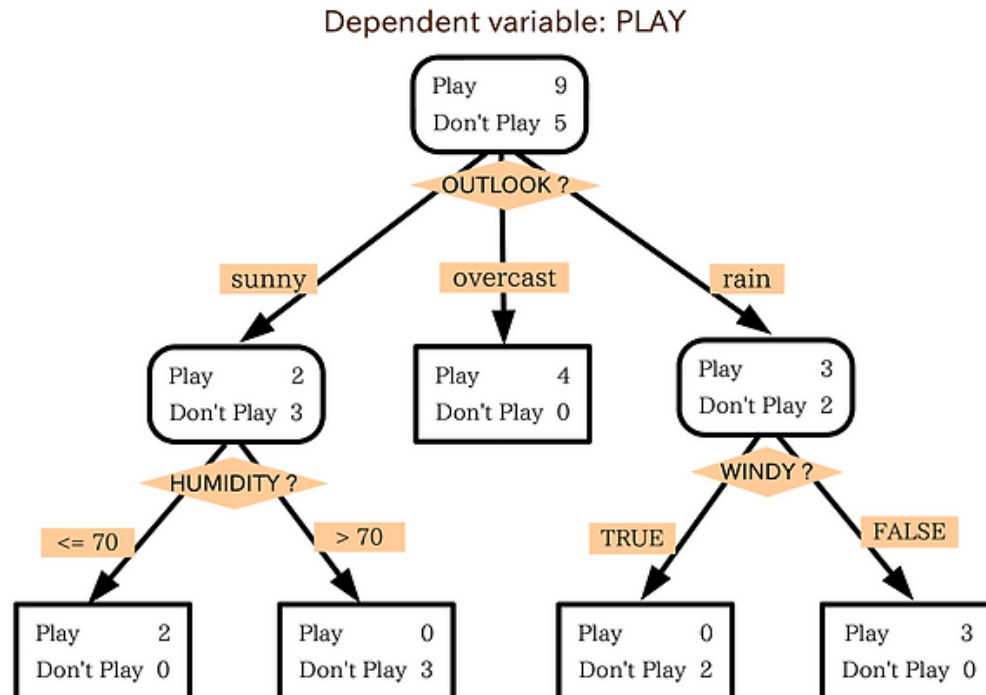 Dependent variable: PLAY
Play 9
Don't Play 5
OUTLOOK ?
sunny
overcast
rain
Play 2
Don't Play 3
Play 4
Don't Play 0
Play 3
Don't Play 2
HUMIDITY ?
WINDY ?
<= 70
> 70
TRUE
FALSE
Play 2
Don't Play 0
Play 0
Don't Play 3
Play 0
Don't Play 2
Play 3
Don't Play 0